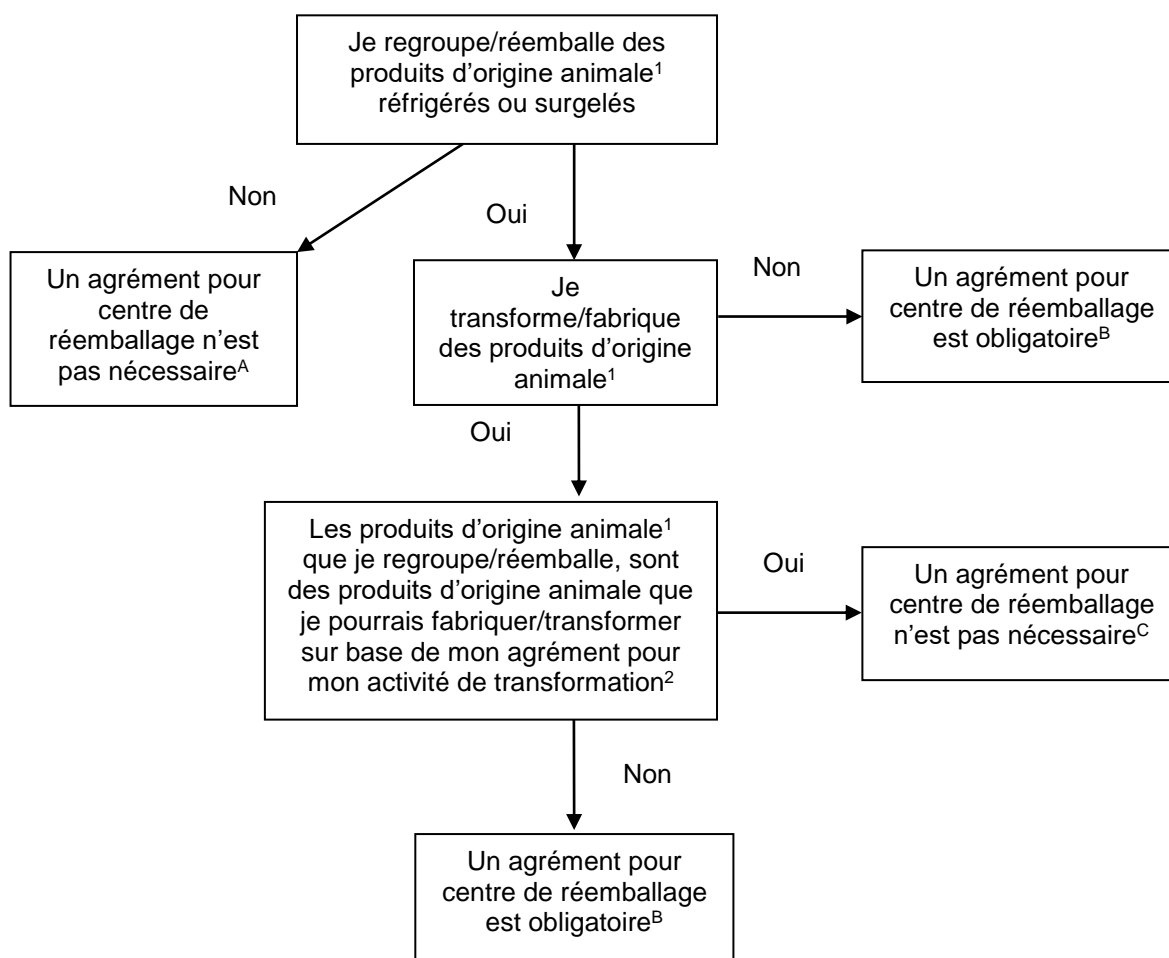 Je regroupe/réemballe des
produits d'origine animale¹
réfrigérés ou surgelés
Non
Oui
Un agrément pour
centre de
réemballage n'est
pas nécessaireᴬ
Je
transforme/fabrique
des produits d'origine
animale¹
Non
Un agrément pour
centre de réemballage
est obligatoireᴮ
Oui
Les produits d'origine animale¹
que je regroupe/réemballe, sont
des produits d'origine animale que
je pourrais fabriquer/transformer
sur base de mon agrément pour
mon activité de transformation²
Oui
Un agrément pour
centre de réemballage
n'est pas nécessaireᶜ
Non
Un agrément pour
centre de réemballage
est obligatoireᴮ